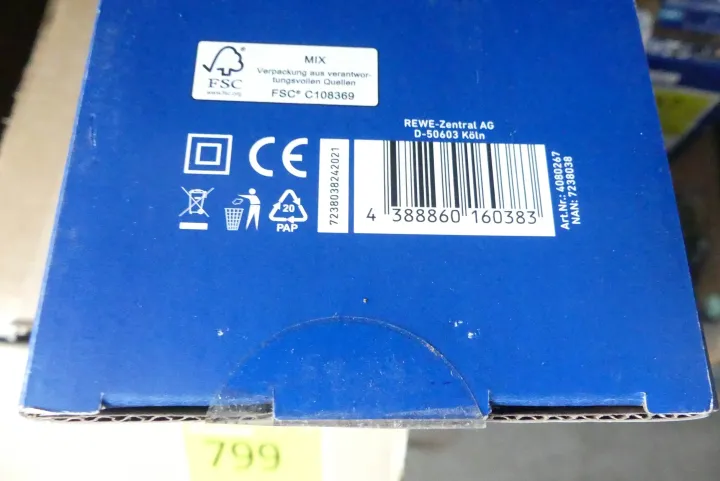 MIX
Verpackung aus verantwor-
tungsvollen Quellen
FSC® C108369
FSC
www.fsc.org
REWE-Zentral AG
D-50603 Köln
CE
20
PAP
7238038242021
4 388860 160383
Art.Nr.: 4080267
NAN: 7238038
799